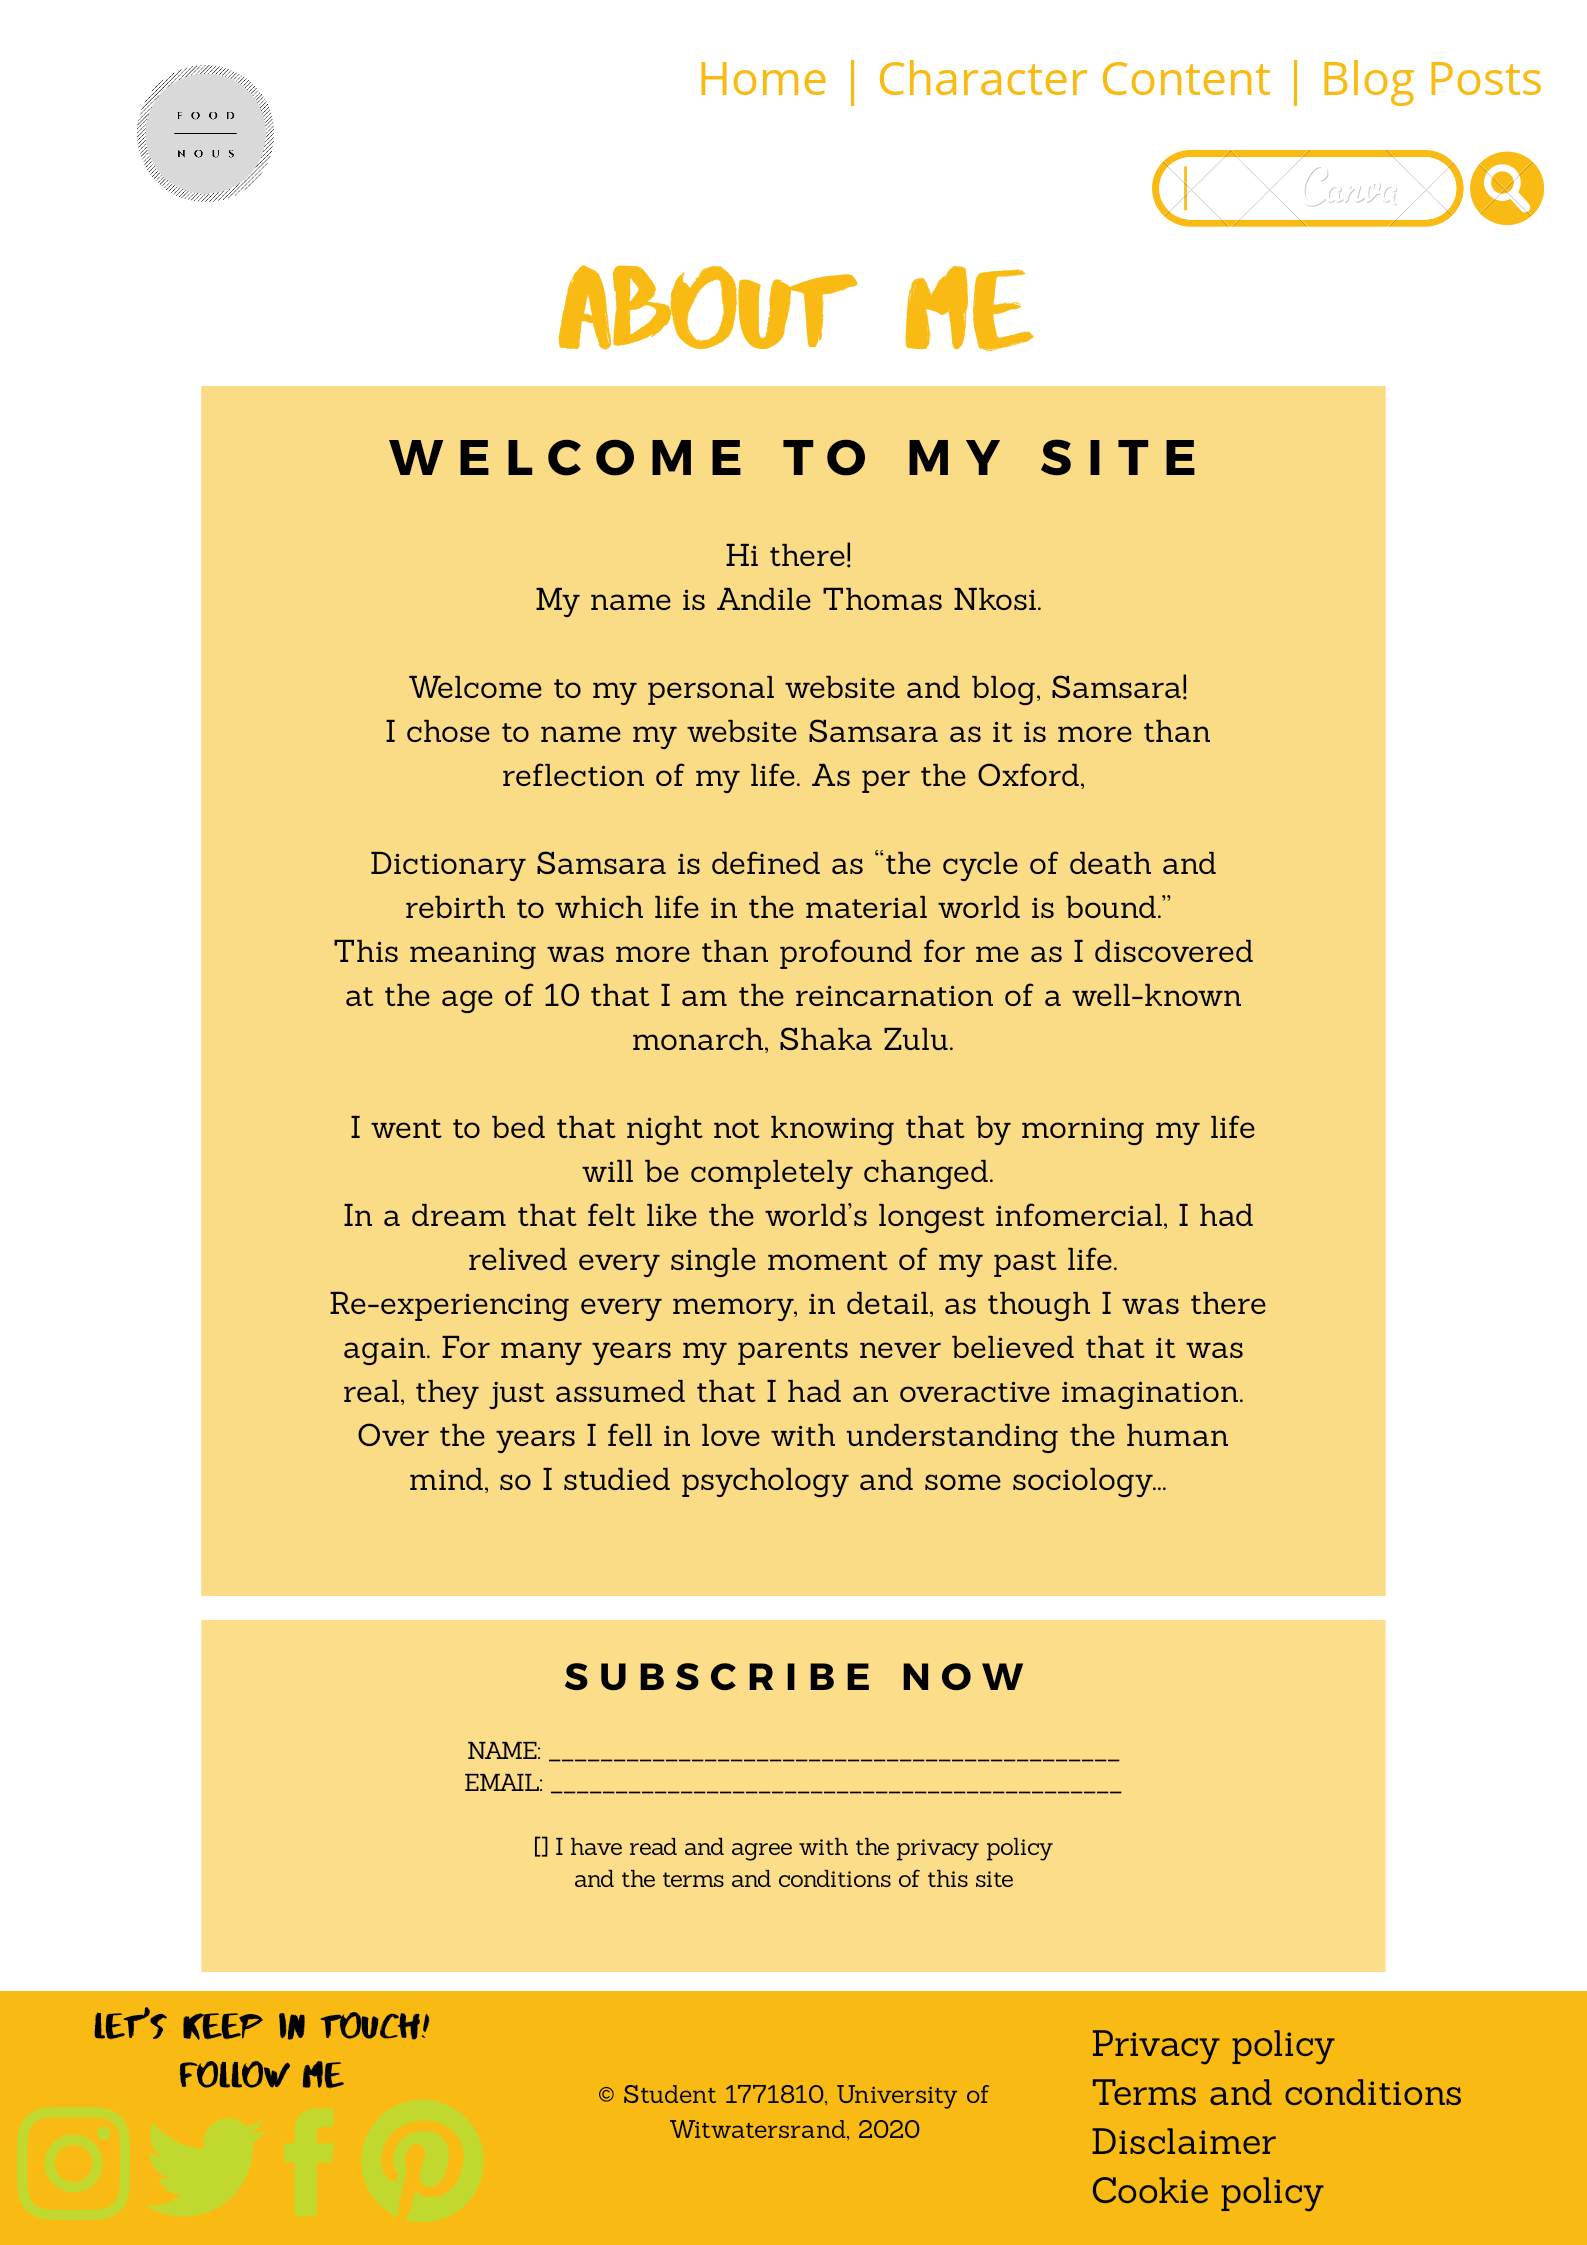 FOOD
NOUS
Home | Character Content | Blog Posts
Canva
ABOUT ME
WELCOME TO MY SITE
Hi there!
My name is Andile Thomas Nkosi.
Welcome to my personal website and blog, Samsara!
I chose to name my website Samsara as it is more than
reflection of my life. As per the Oxford,
Dictionary Samsara is defined as “the cycle of death and
rebirth to which life in the material world is bound.”
This meaning was more than profound for me as I discovered
at the age of 10 that I am the reincarnation of a well-known
monarch, Shaka Zulu.
I went to bed that night not knowing that by morning my life
will be completely changed.
In a dream that felt like the world’s longest infomercial, I had
relived every single moment of my past life.
Re-experiencing every memory, in detail, as though I was there
again. For many years my parents never believed that it was
real, they just assumed that I had an overactive imagination.
Over the years I fell in love with understanding the human
mind, so I studied psychology and some sociology...
SUBSCRIBE NOW
NAME: ____________________________________________
EMAIL: ____________________________________________
[] I have read and agree with the privacy policy
and the terms and conditions of this site
LET'S KEEP IN TOUCH!
FOLLOW ME
© Student 1771810, University of
Witwatersrand, 2020
Privacy policy
Terms and conditions
Disclaimer
Cookie policy